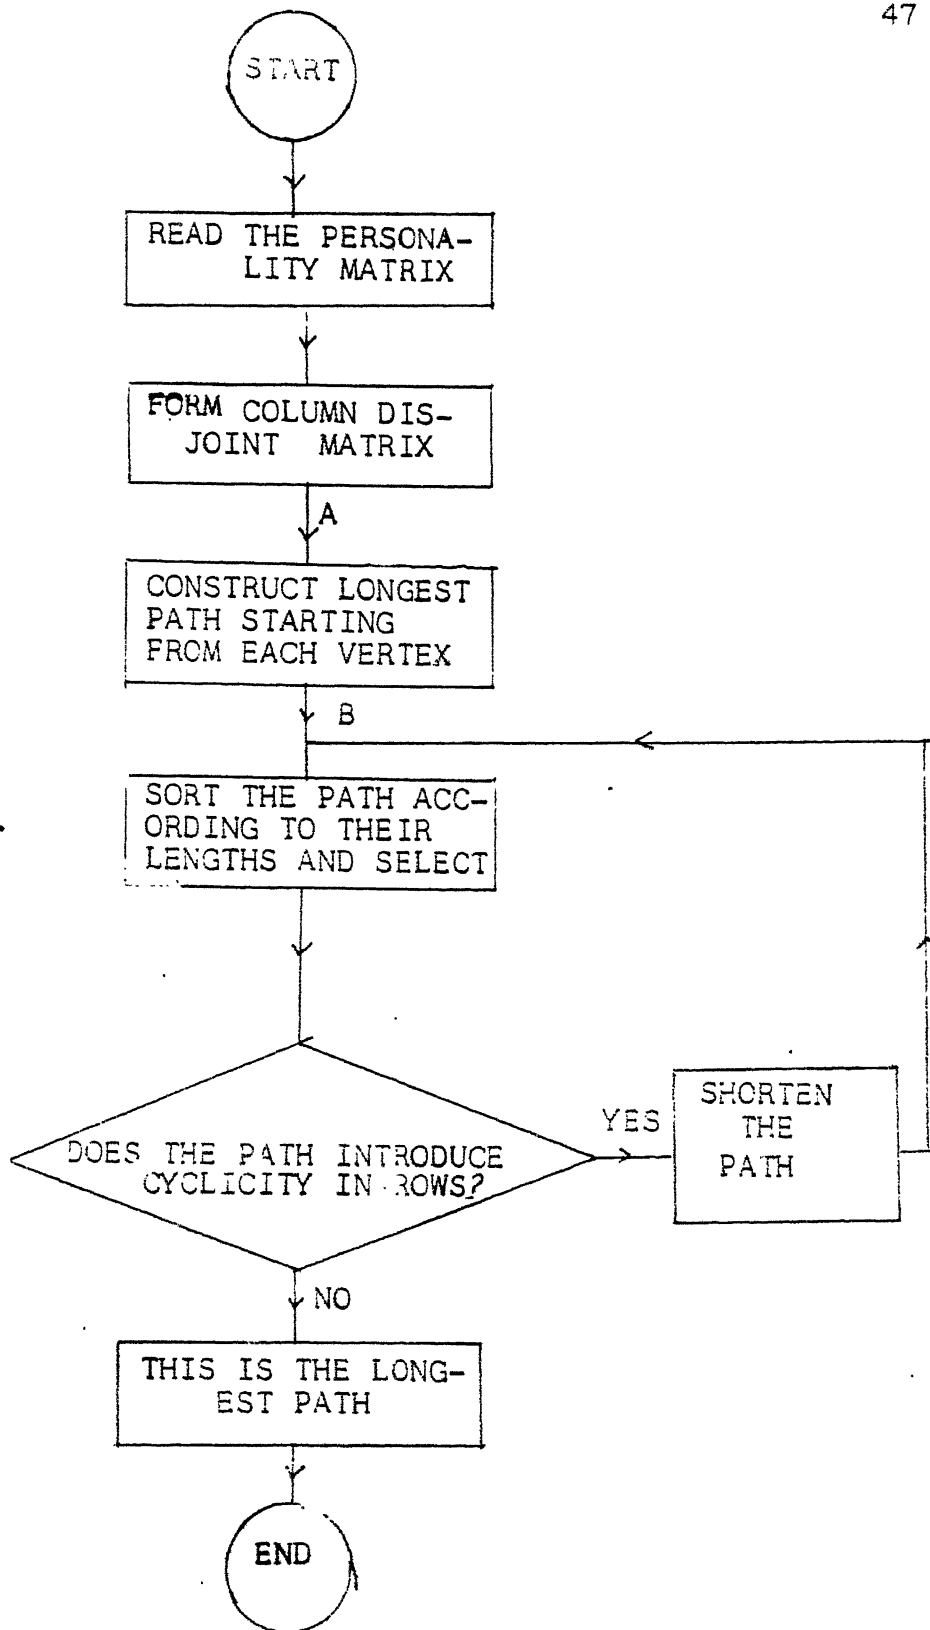 47
START
READ THE PERSONA-
LITY MATRIX
FORM COLUMN DIS-
JOINT MATRIX
A
CONSTRUCT LONGEST
PATH STARTING
FROM EACH VERTEX
B
SORT THE PATH ACC-
ORDING TO THEIR
LENGTHS AND SELECT
DOES THE PATH INTRODUCE
CYCLICITY IN ROWS?
YES
SHORTEN
THE
PATH
NO
THIS IS THE LONG-
EST PATH
END